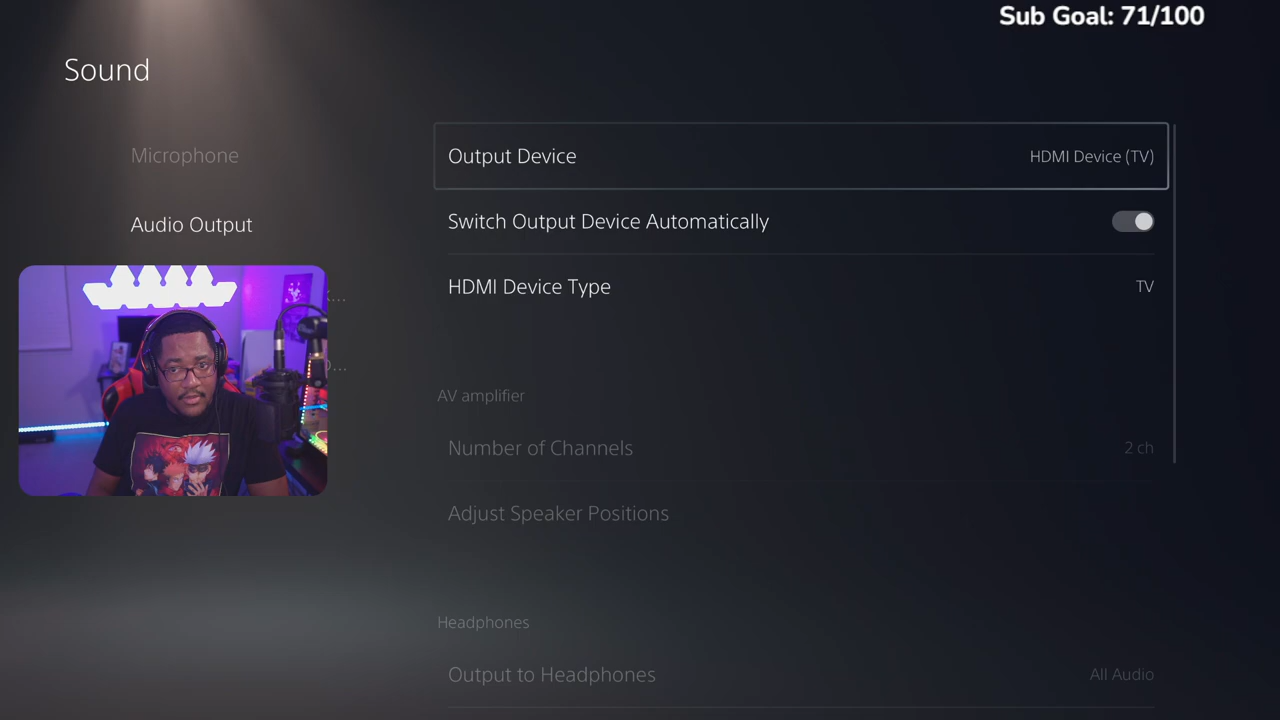 Sub Goal: 71/100
Sound
Microphone
Audio Output
Output Device
HDMI Device (TV)
Switch Output Device Automatically
HDMI Device Type
TV
AV amplifier
Number of Channels
2 ch
Adjust Speaker Positions
Headphones
Output to Headphones
All Audio